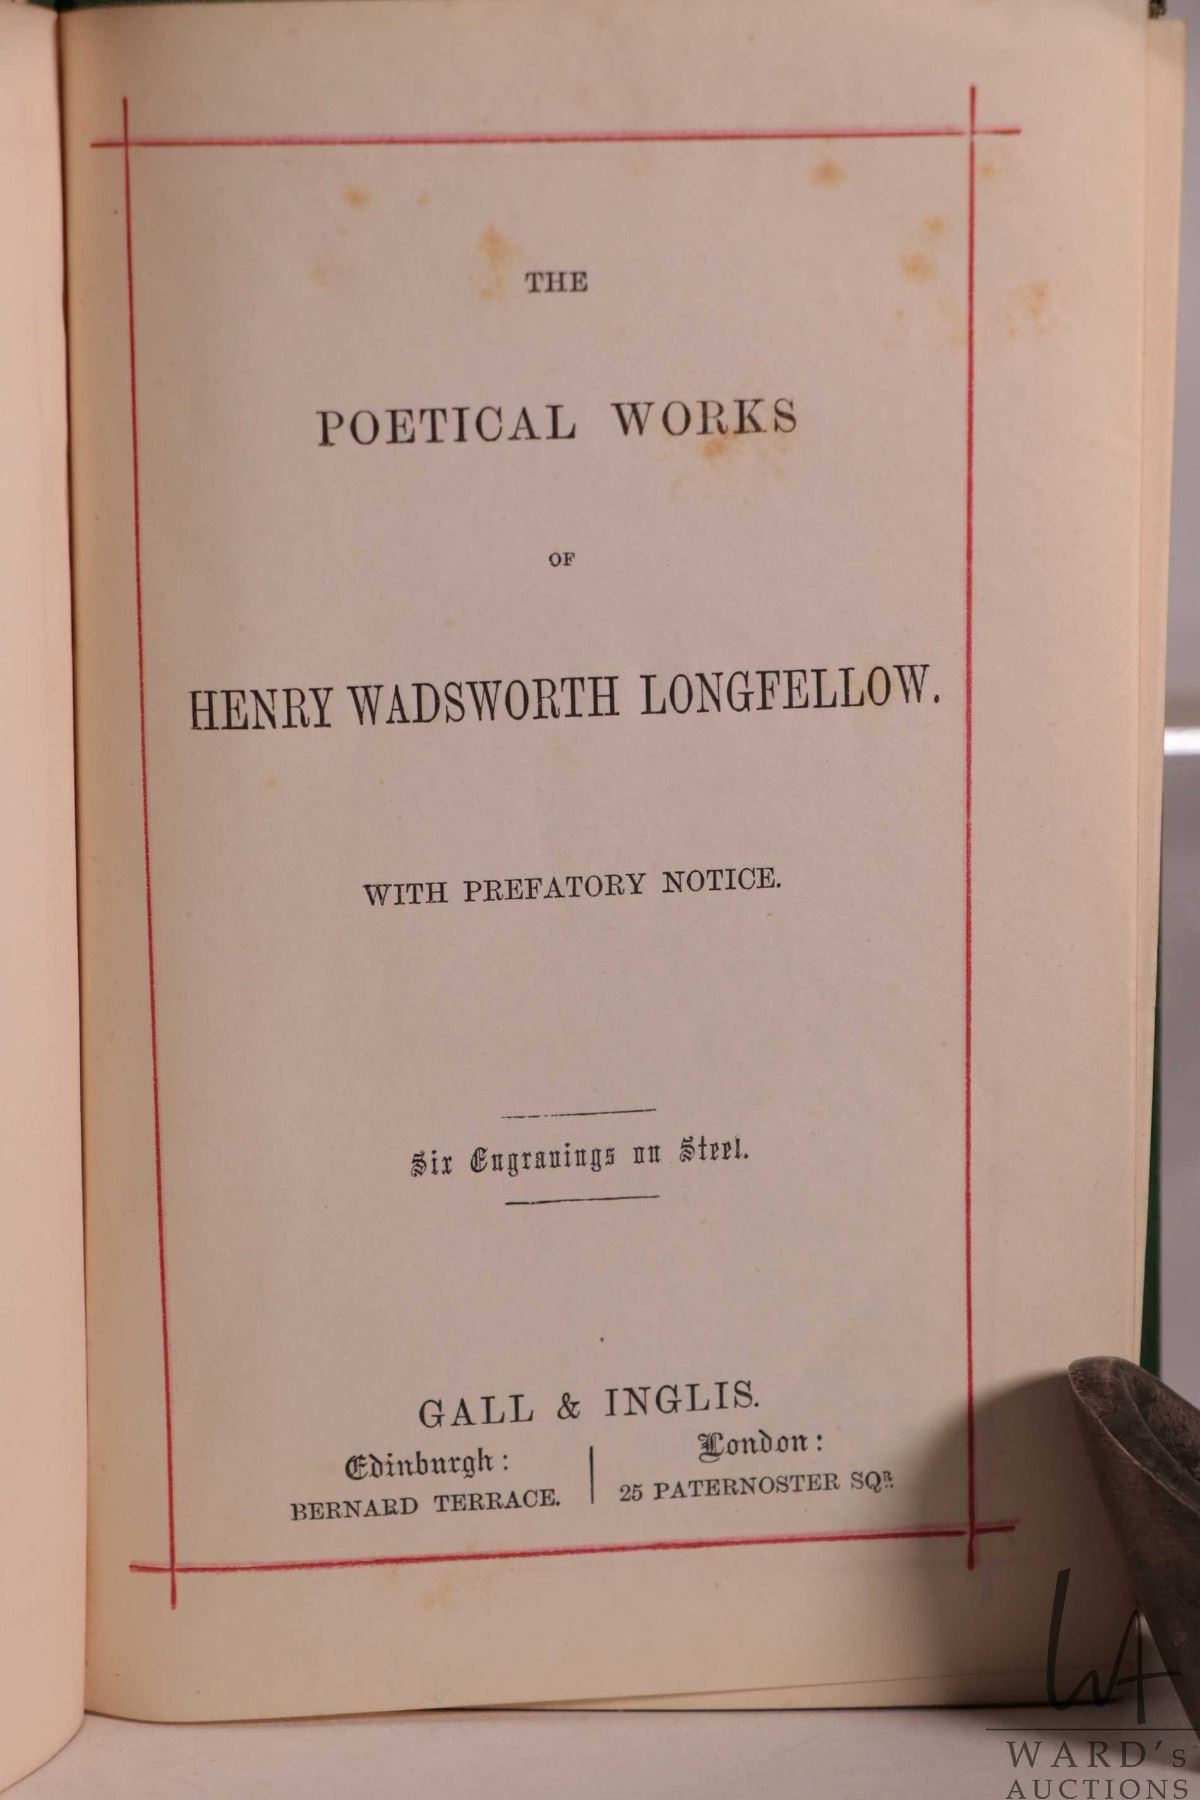 THE
POETICAL WORKS
OF
HENRY WADSWORTH LONGFELLOW.
WITH PREFATORY NOTICE.
Six Engravings on Steel.
GALL & INGLIS.
Edinburgh:
BERNARD TERRACE.
London:
25 PATERNOSTER SQR.
WA
WARD's
AUCTIONS